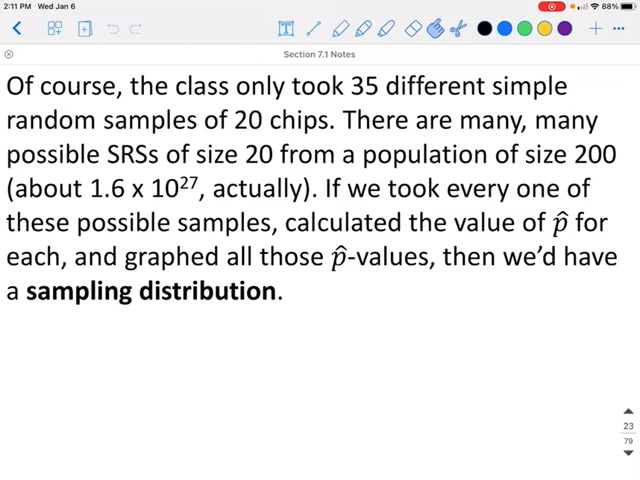 2:11 PM Wed Jan 6
88%
Section 7.1 Notes
Of course, the class only took 35 different simple
random samples of 20 chips. There are many, many
possible SRSs of size 20 from a population of size 200
(about 1.6 x 10²⁷, actually). If we took every one of
these possible samples, calculated the value of p̂ for
each, and graphed all those p̂-values, then we’d have
a sampling distribution.
23
79